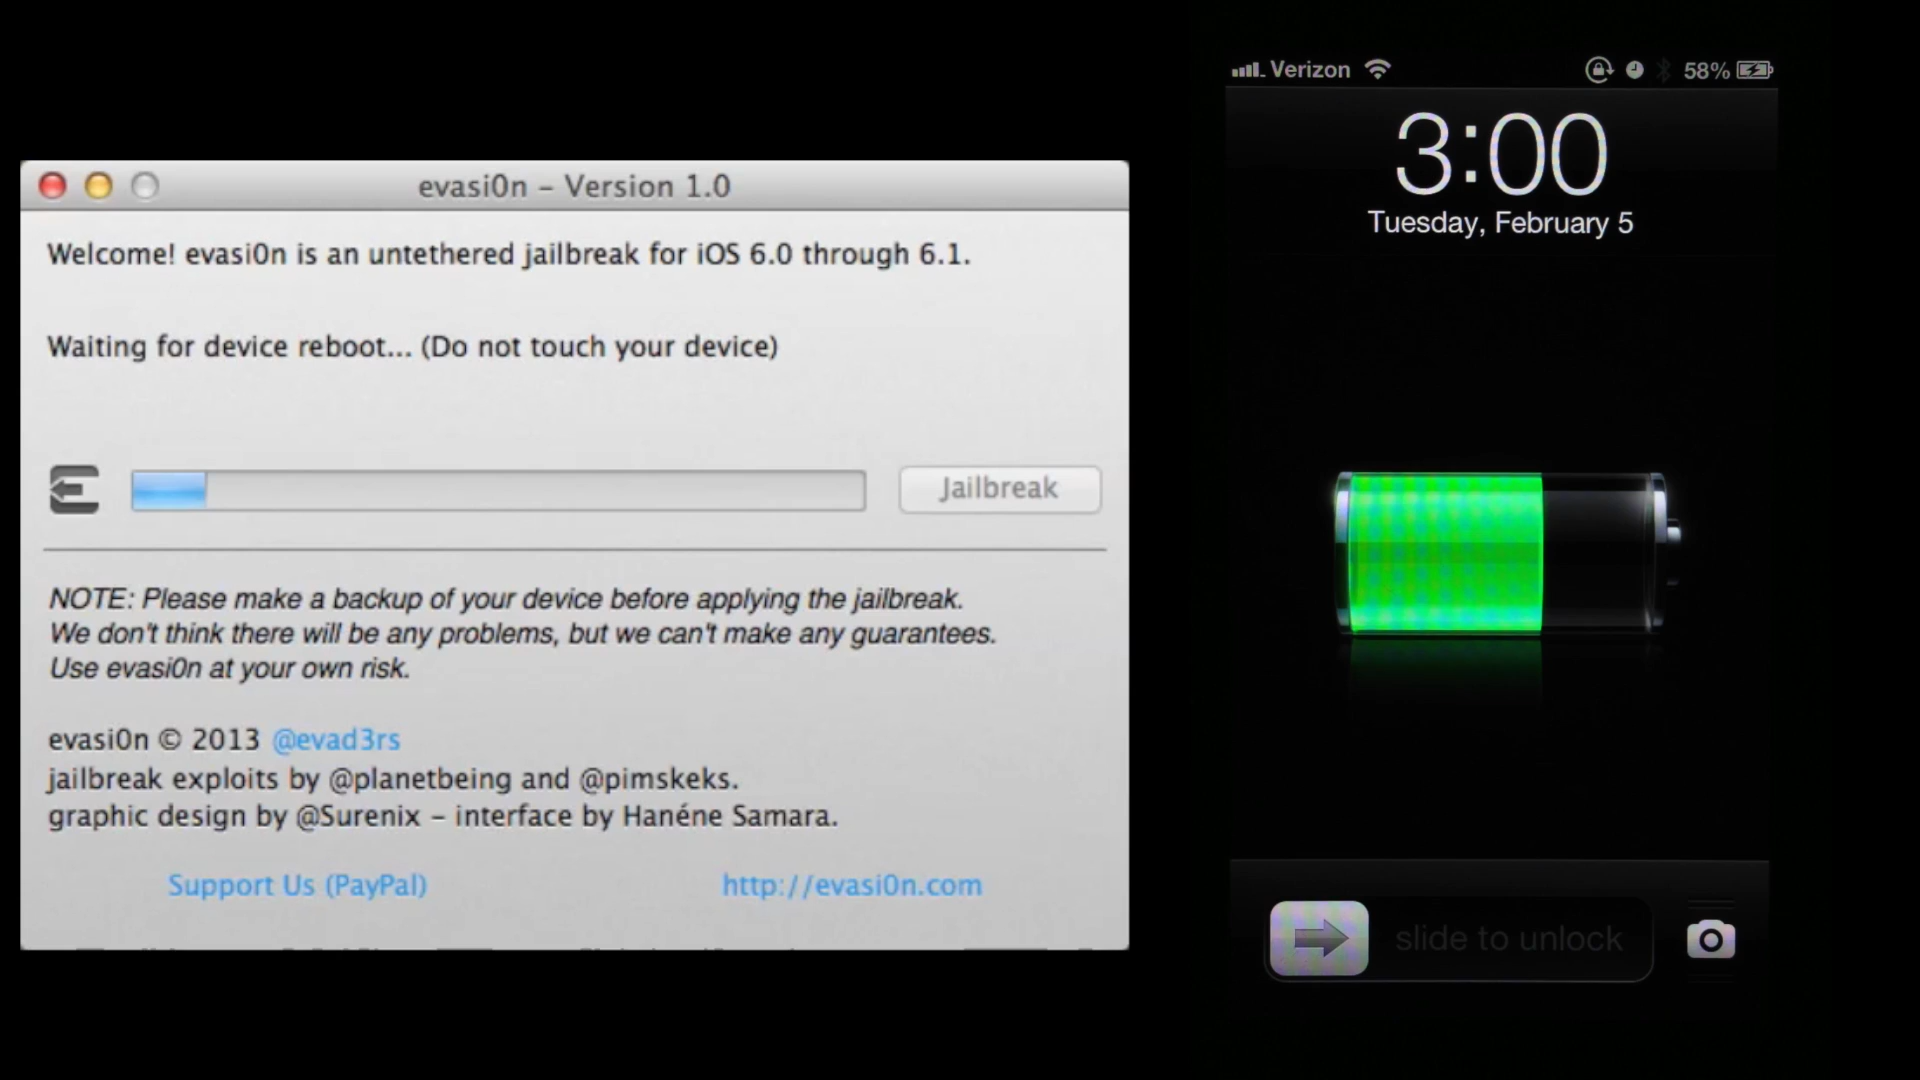 evasi0n – Version 1.0
Welcome! evasi0n is an untethered jailbreak for iOS 6.0 through 6.1.
Waiting for device reboot... (Do not touch your device)
Jailbreak
NOTE: Please make a backup of your device before applying the jailbreak.
We don't think there will be any problems, but we can't make any guarantees.
Use evasi0n at your own risk.
evasi0n © 2013 @evad3rs
jailbreak exploits by @planetbeing and @pimskeks.
graphic design by @Surenix – interface by Hanéne Samara.
Support Us (PayPal)
http://evasi0n.com
Verizon
58%
3:00
Tuesday, February 5
slide to unlock